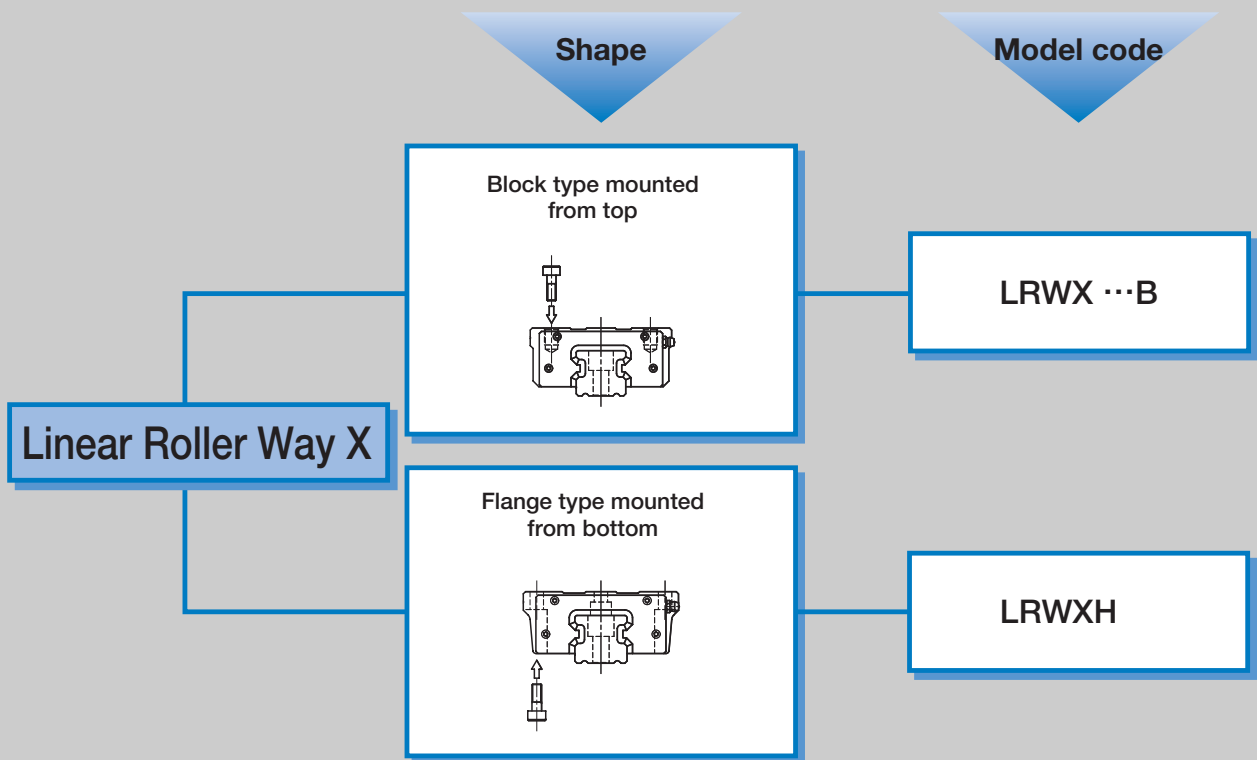 Shape
Model code
Block type mounted
from top
LRWX ···B
Linear Roller Way X
Flange type mounted
from bottom
LRWXH